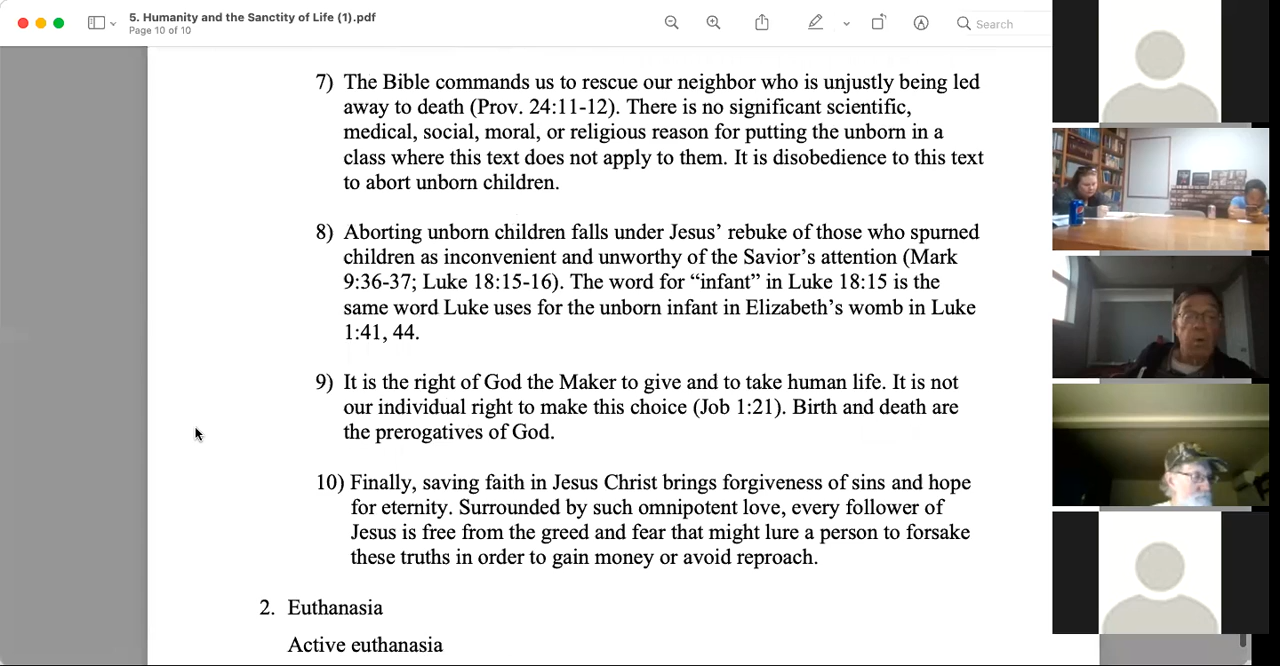 5. Humanity and the Sanctity of Life (1).pdf
Page 10 of 10
Search
7) The Bible commands us to rescue our neighbor who is unjustly being led
away to death (Prov. 24:11-12). There is no significant scientific,
medical, social, moral, or religious reason for putting the unborn in a
class where this text does not apply to them. It is disobedience to this text
to abort unborn children.
8) Aborting unborn children falls under Jesus’ rebuke of those who spurned
children as inconvenient and unworthy of the Savior’s attention (Mark
9:36-37; Luke 18:15-16). The word for “infant” in Luke 18:15 is the
same word Luke uses for the unborn infant in Elizabeth’s womb in Luke
1:41, 44.
9) It is the right of God the Maker to give and to take human life. It is not
our individual right to make this choice (Job 1:21). Birth and death are
the prerogatives of God.
10) Finally, saving faith in Jesus Christ brings forgiveness of sins and hope
for eternity. Surrounded by such omnipotent love, every follower of
Jesus is free from the greed and fear that might lure a person to forsake
these truths in order to gain money or avoid reproach.
2. Euthanasia
Active euthanasia